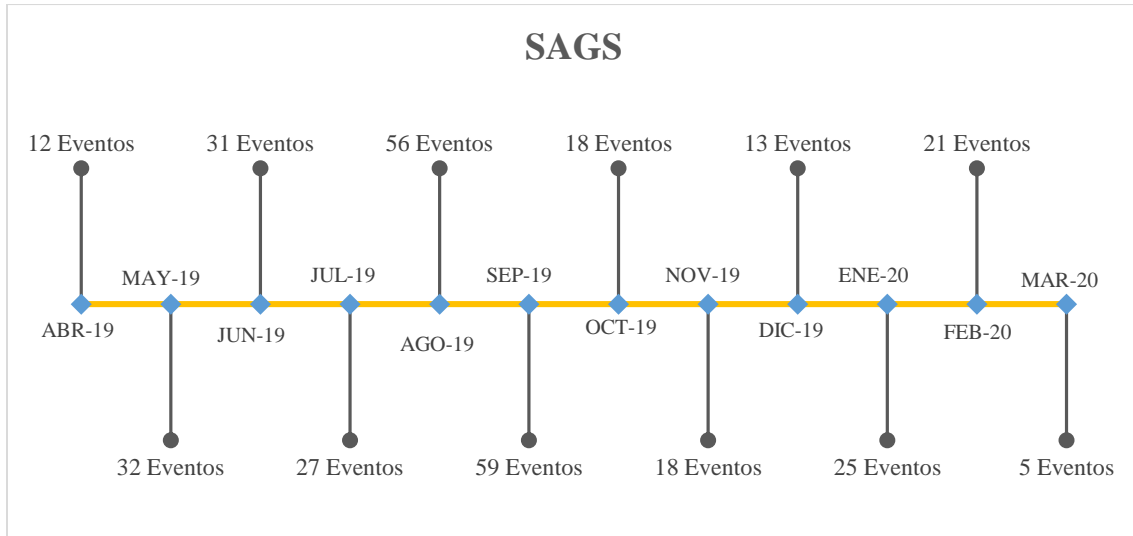 SAGS
12 Eventos
31 Eventos
56 Eventos
18 Eventos
13 Eventos
21 Eventos
MAY-19
JUL-19
SEP-19
NOV-19
ENE-20
MAR-20
ABR-19
JUN-19
AGO-19
OCT-19
DIC-19
FEB-20
32 Eventos
27 Eventos
59 Eventos
18 Eventos
25 Eventos
5 Eventos